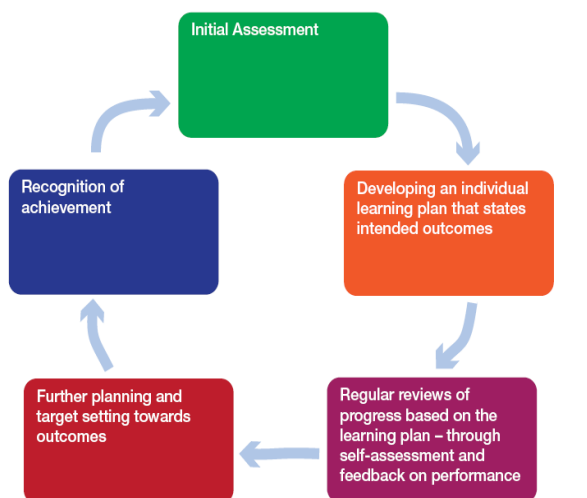 Initial Assessment
Developing an individual
learning plan that states
intended outcomes
Regular reviews of
progress based on the
learning plan – through
self-assessment and
feedback on performance
Further planning and
target setting towards
outcomes
Recognition of
achievement